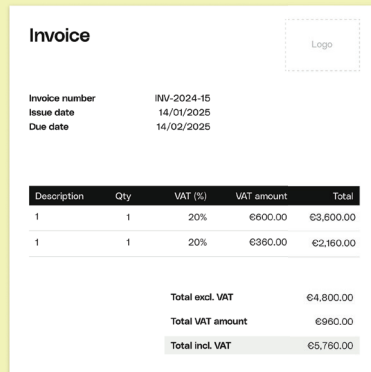 Invoice
Logo
Invoice number INV-2024-15
Issue date 14/01/2025
Due date 14/02/2025
Description Qty VAT (%) VAT amount Total
1 1 20% €600.00 €3,600.00
1 1 20% €360.00 €2,160.00
Total excl. VAT €4,800.00
Total VAT amount €960.00
Total incl. VAT €5,760.00